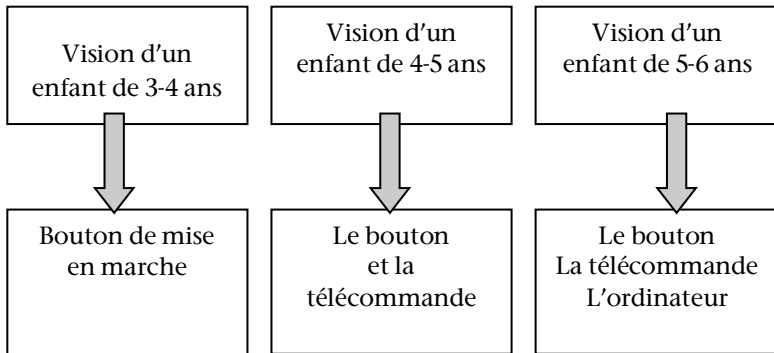 Vision d’un
enfant de 3-4 ans
Vision d’un
enfant de 4-5 ans
Vision d’un
enfant de 5-6 ans
Bouton de mise
en marche
Le bouton
et la
télécommande
Le bouton
La télécommande
L’ordinateur